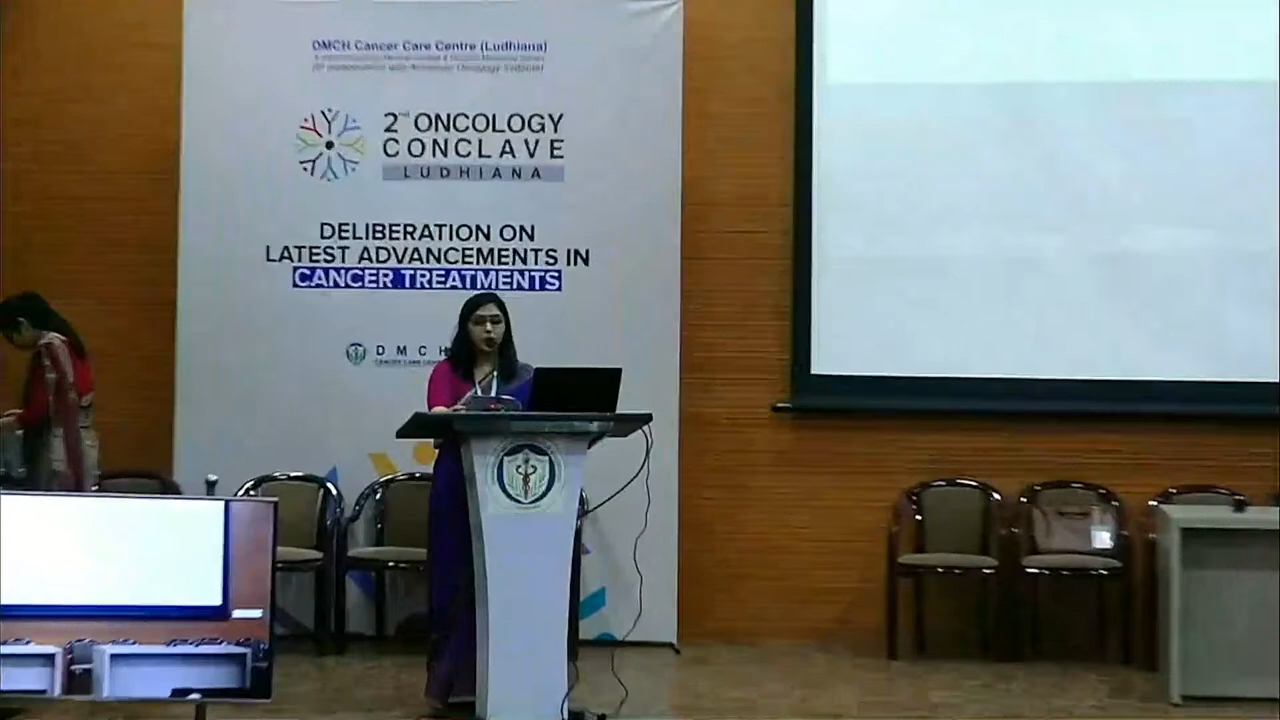 DMCH Cancer Care Centre (Ludhiana)
2nd ONCOLOGY
CONCLAVE
LUDHIANA
DELIBERATION ON
LATEST ADVANCEMENTS IN
CANCER TREATMENTS
DMCH